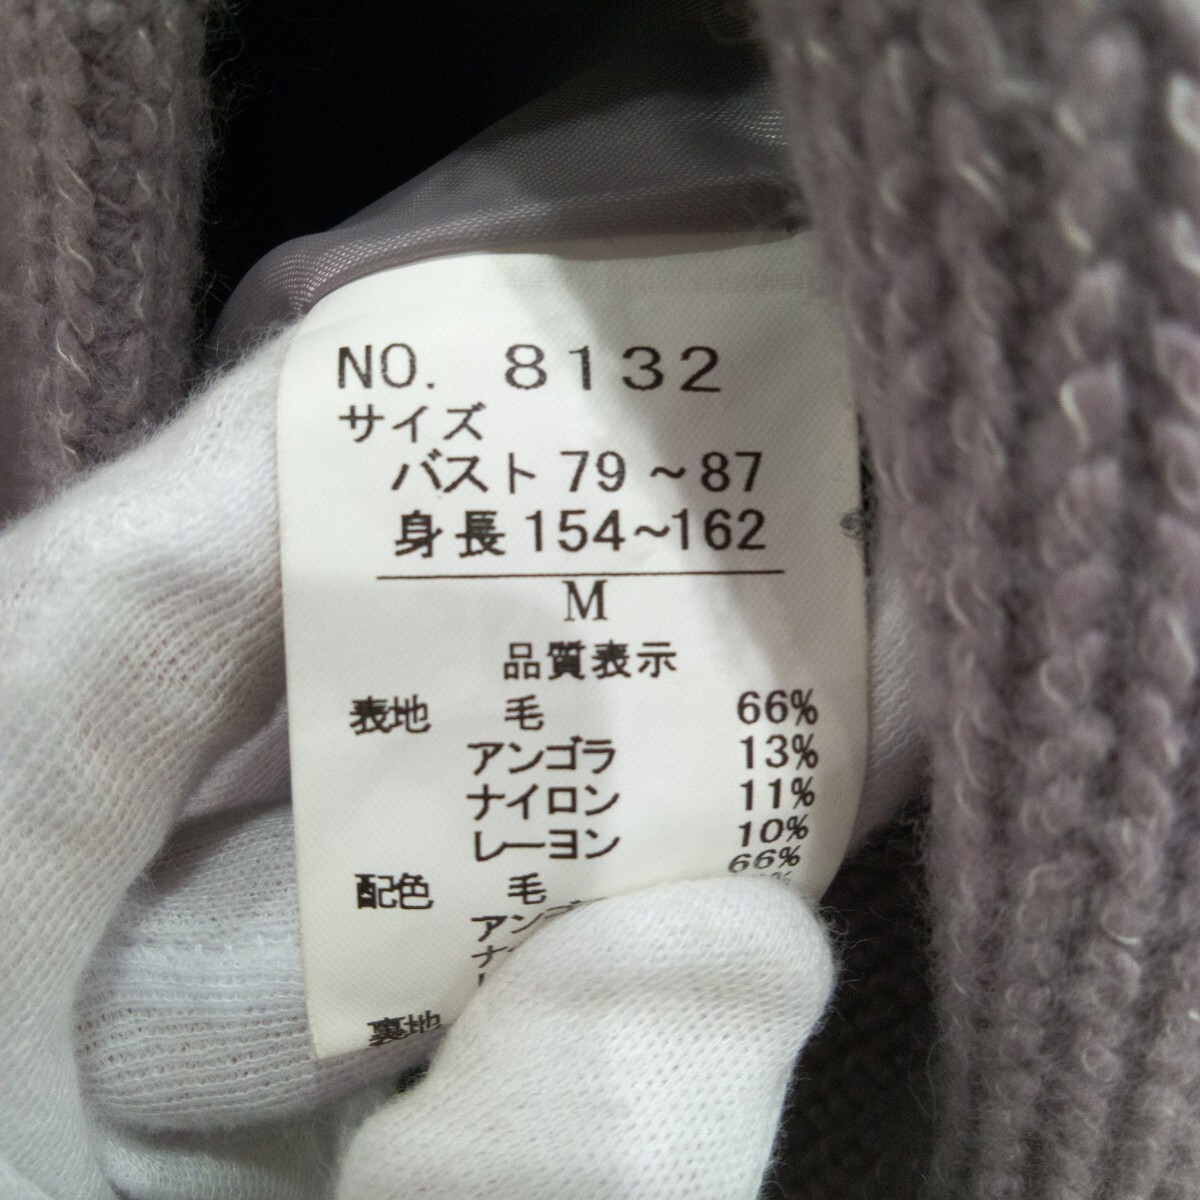 NO. 8132
サイズ
バスト 79～87
身長 154～162
M
品質表示
表地 毛 66%
アンゴラ 13%
ナイロン 11%
レーヨン 10%
配色 毛 66%
裏地